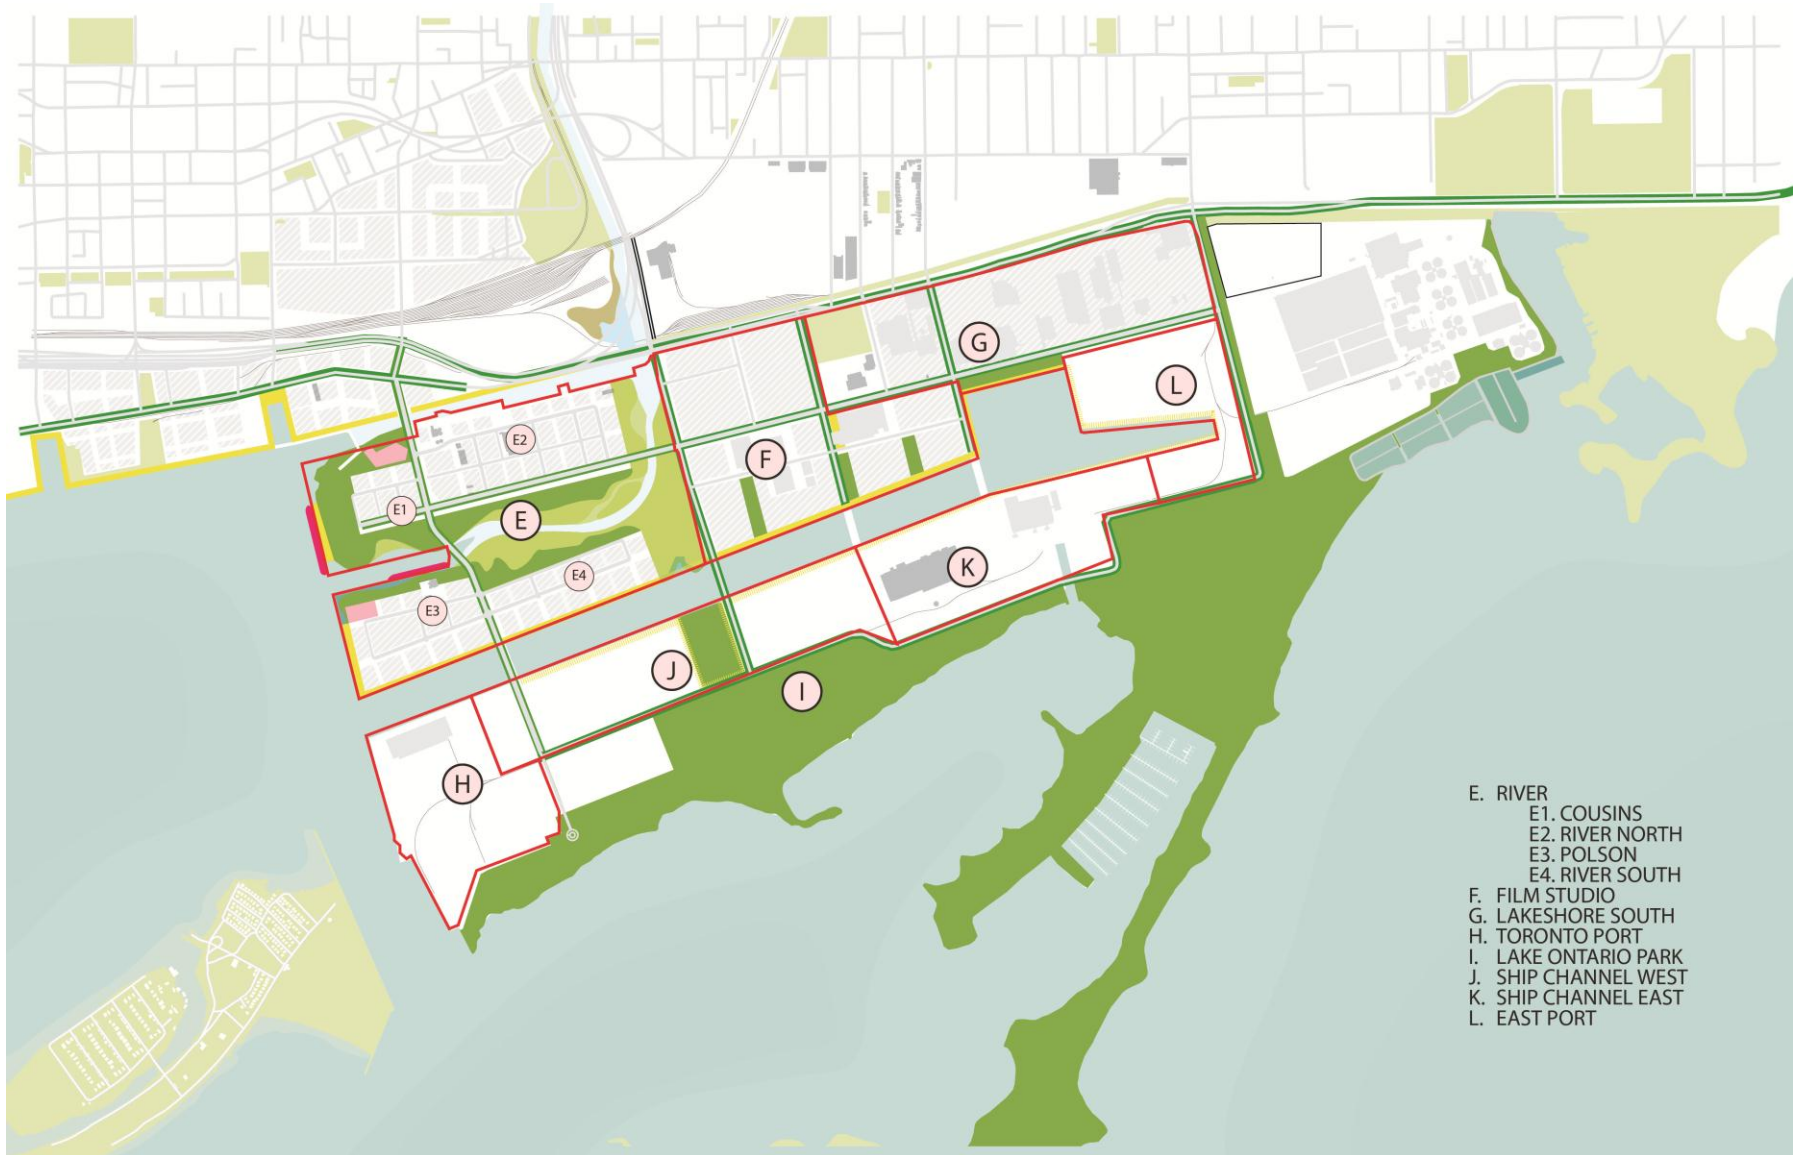 G
L
E2
F
E1
E
K
E4
E3
J
I
H
E. RIVER
E1. COUSINS
E2. RIVER NORTH
E3. POLSON
E4. RIVER SOUTH
F. FILM STUDIO
G. LAKESHORE SOUTH
H. TORONTO PORT
I. LAKE ONTARIO PARK
J. SHIP CHANNEL WEST
K. SHIP CHANNEL EAST
L. EAST PORT